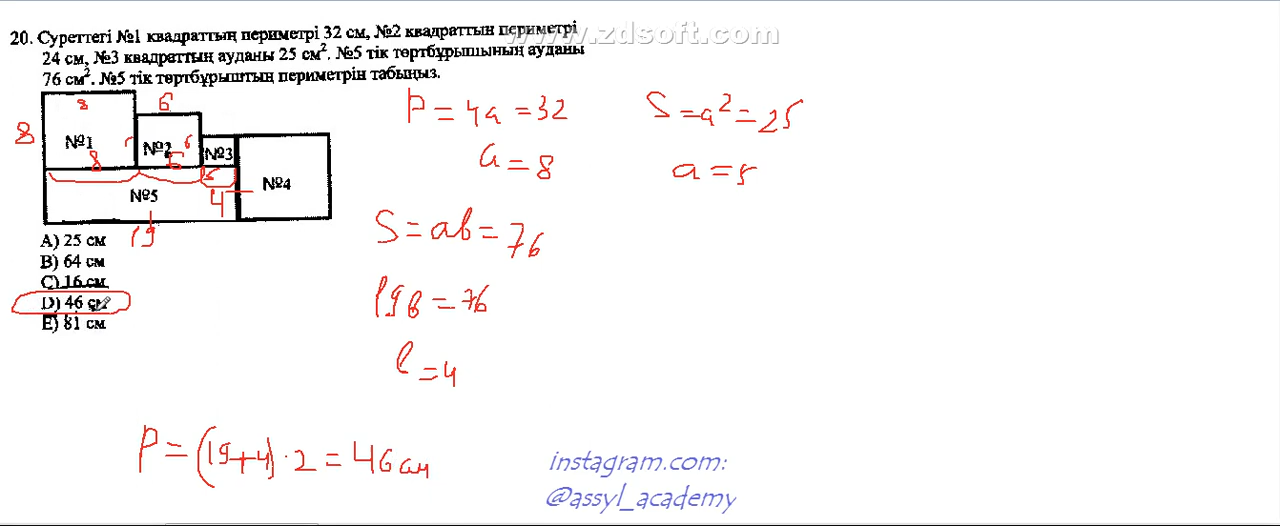 www.zdsoft.com
20. Суреттегі №1 квадраттың периметрі 32 см, №2 квадраттын периметрі
24 см, №3 квадраттың ауданы 25 см². №5 тік төртбұрышының ауданы
76 см². №5 тік төртбұрыштың периметрін табыңыз.
8 6
8 №1 №2 6 №3
8 6 5
№4
№5 4
19
A) 25 см
B) 64 см
C) 16 см
D) 46 см
E) 81 см
P = 4a = 32
a = 8
S = a² = 25
a = 5
S = ab = 76
19b = 76
b = 4
P = (19+4) · 2 = 46 см
instagram.com:
@assyl_academy